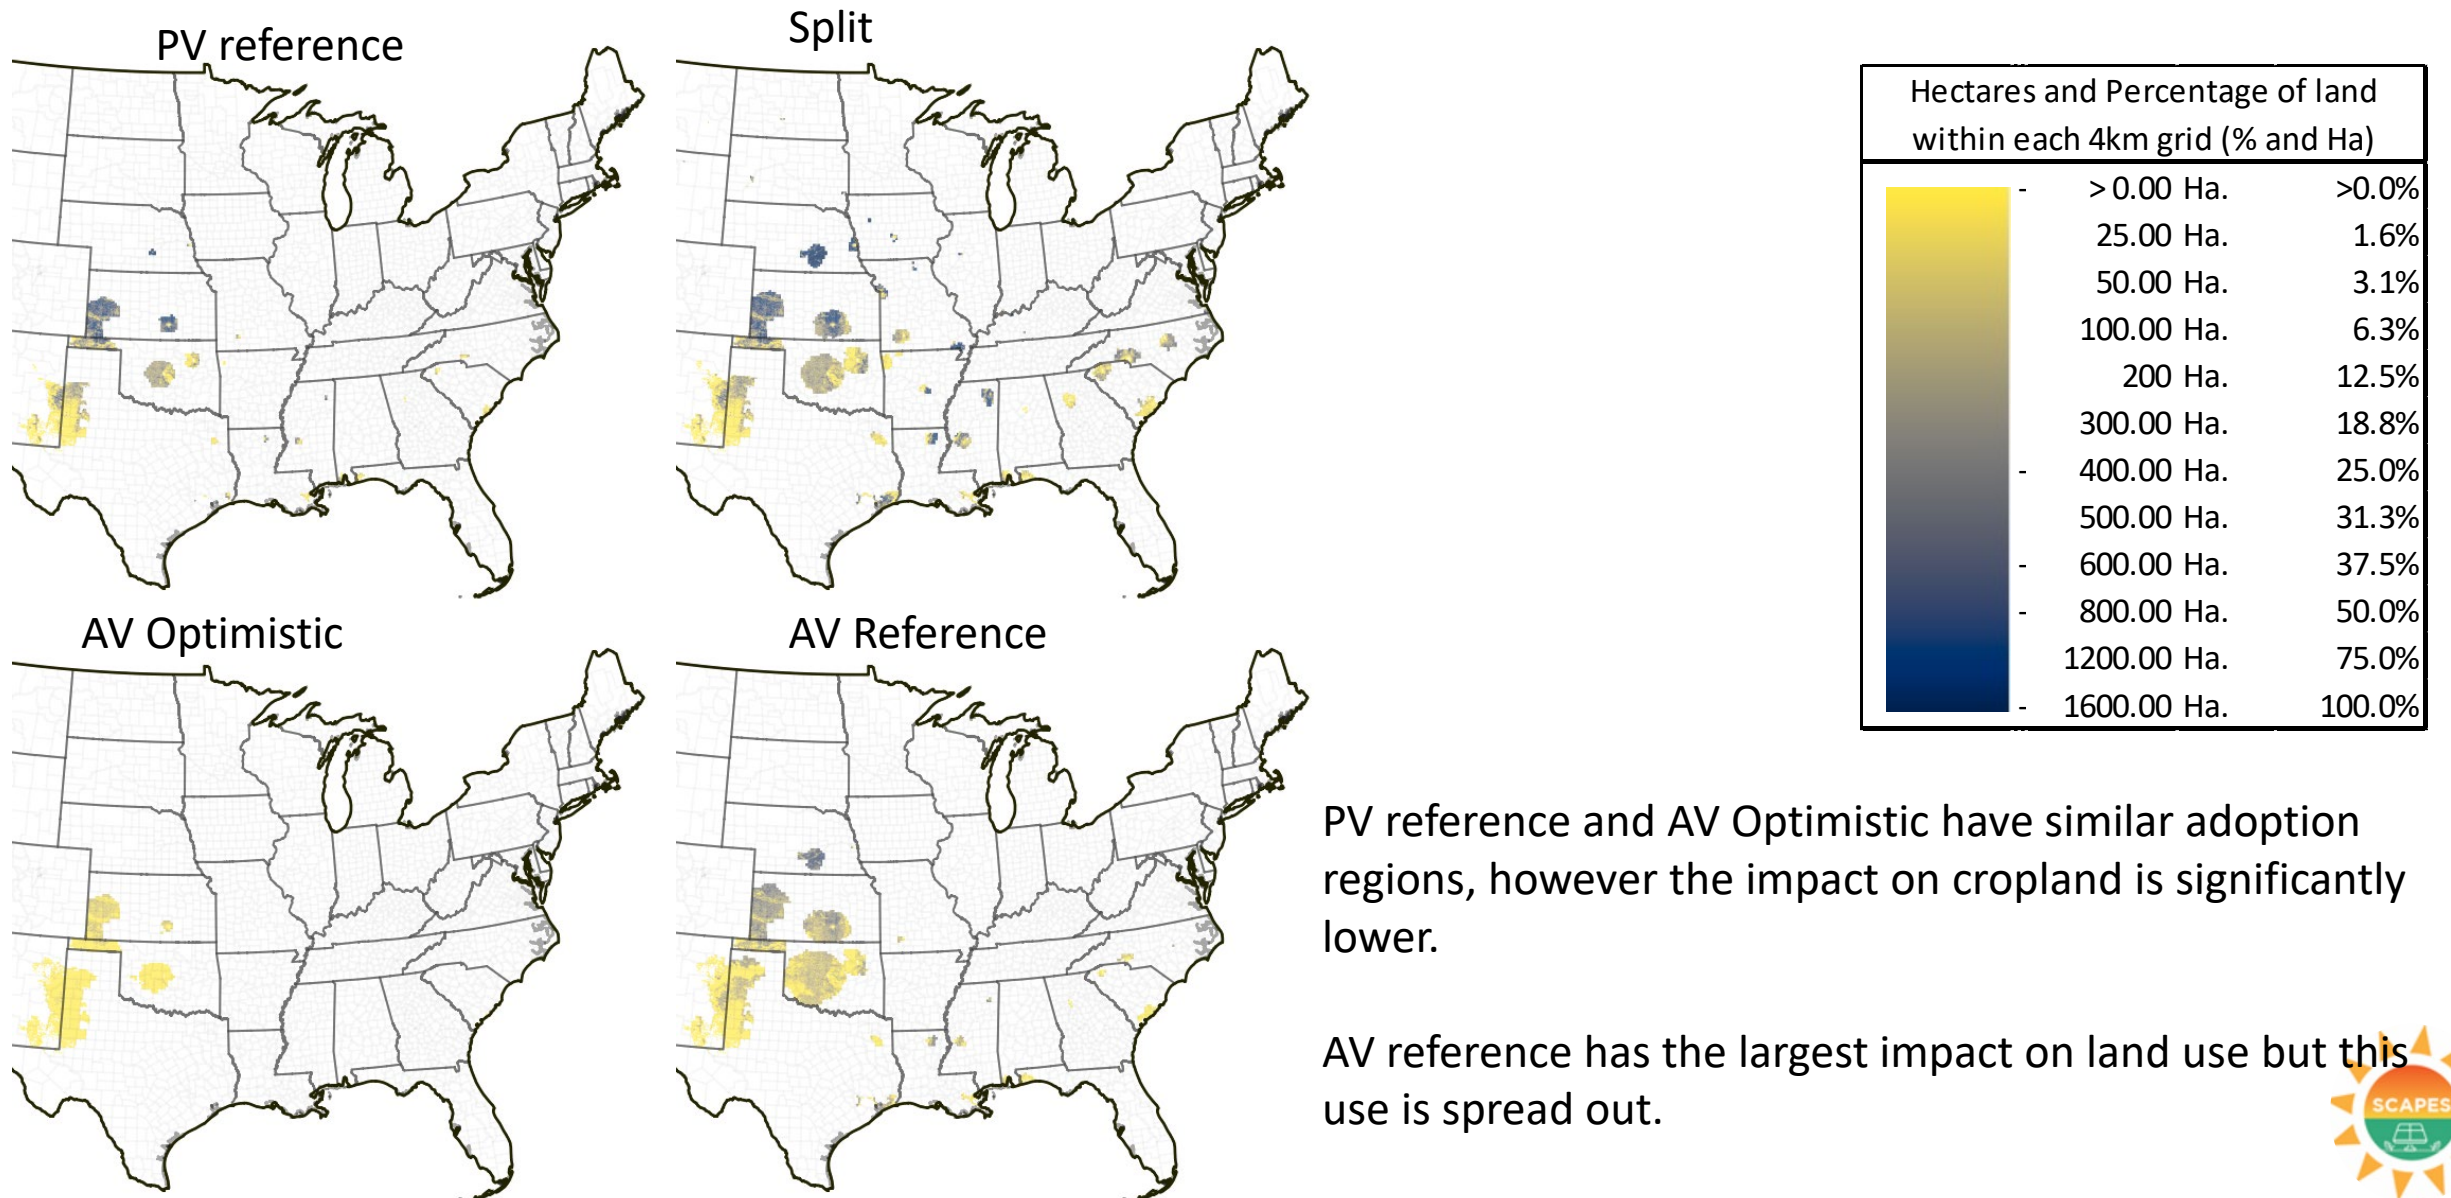 PV reference
Split
AV Optimistic
AV Reference
Hectares and Percentage of land
within each 4km grid (% and Ha)
- > 0.00 Ha. >0.0%
25.00 Ha. 1.6%
50.00 Ha. 3.1%
100.00 Ha. 6.3%
200 Ha. 12.5%
300.00 Ha. 18.8%
- 400.00 Ha. 25.0%
500.00 Ha. 31.3%
- 600.00 Ha. 37.5%
- 800.00 Ha. 50.0%
1200.00 Ha. 75.0%
- 1600.00 Ha. 100.0%
PV reference and AV Optimistic have similar adoption
regions, however the impact on cropland is significantly
lower.
AV reference has the largest impact on land use but this
use is spread out.
SCAPES